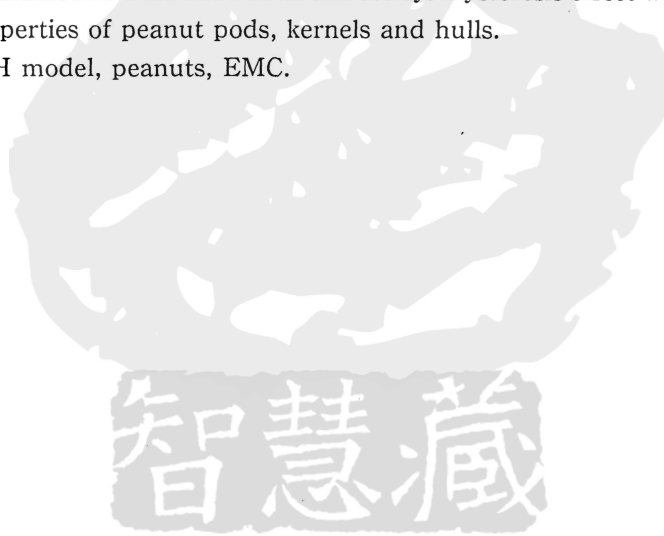 perties of peanut pods, kernels and hulls.
model, peanuts, EMC.
智慧藏